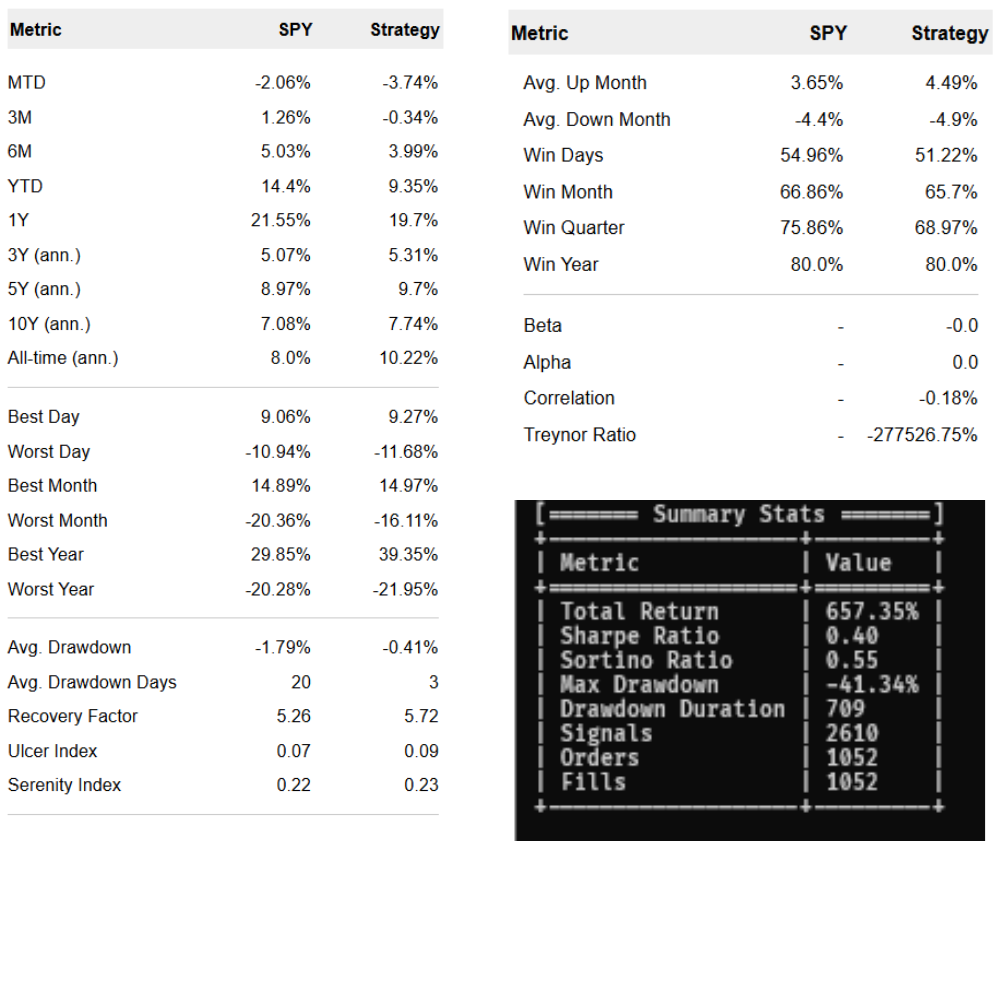 Metric SPY Strategy
MTD -2.06% -3.74%
3M 1.26% -0.34%
6M 5.03% 3.99%
YTD 14.4% 9.35%
1Y 21.55% 19.7%
3Y (ann.) 5.07% 5.31%
5Y (ann.) 8.97% 9.7%
10Y (ann.) 7.08% 7.74%
All-time (ann.) 8.0% 10.22%
Best Day 9.06% 9.27%
Worst Day -10.94% -11.68%
Best Month 14.89% 14.97%
Worst Month -20.36% -16.11%
Best Year 29.85% 39.35%
Worst Year -20.28% -21.95%
Avg. Drawdown -1.79% -0.41%
Avg. Drawdown Days 20 3
Recovery Factor 5.26 5.72
Ulcer Index 0.07 0.09
Serenity Index 0.22 0.23
Metric SPY Strategy
Avg. Up Month 3.65% 4.49%
Avg. Down Month -4.4% -4.9%
Win Days 54.96% 51.22%
Win Month 66.86% 65.7%
Win Quarter 75.86% 68.97%
Win Year 80.0% 80.0%
Beta - -0.0
Alpha - 0.0
Correlation - -0.18%
Treynor Ratio - -277526.75%
[======= Summary Stats =======]
| Metric | Value |
| Total Return | 657.35% |
| Sharpe Ratio | 0.40 |
| Sortino Ratio | 0.55 |
| Max Drawdown | -41.34% |
| Drawdown Duration | 709 |
| Signals | 2610 |
| Orders | 1052 |
| Fills | 1052 |